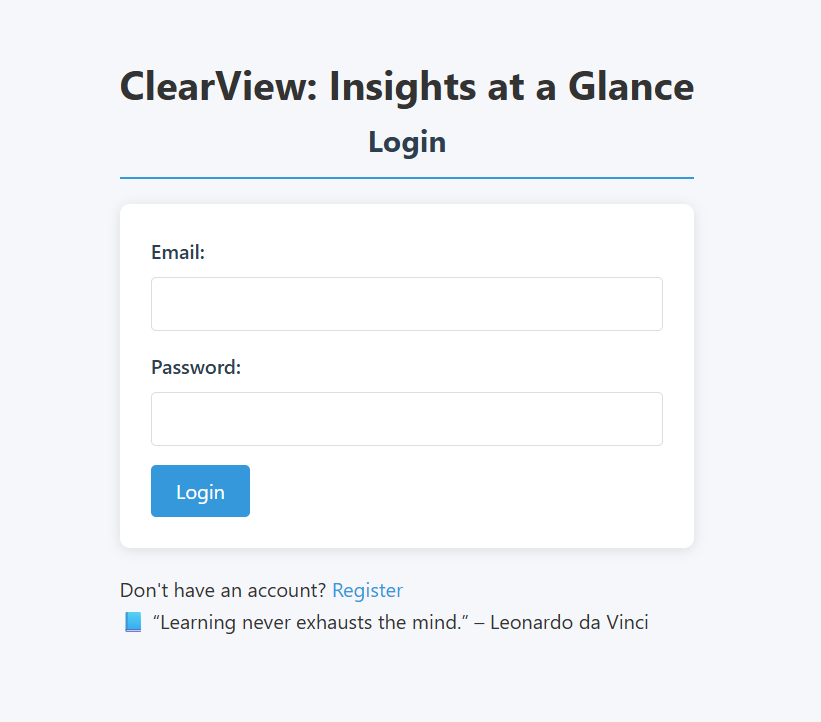 ClearView: Insights at a Glance
Login
Email:
Password:
Login
Don't have an account? Register
📘 “Learning never exhausts the mind.” – Leonardo da Vinci